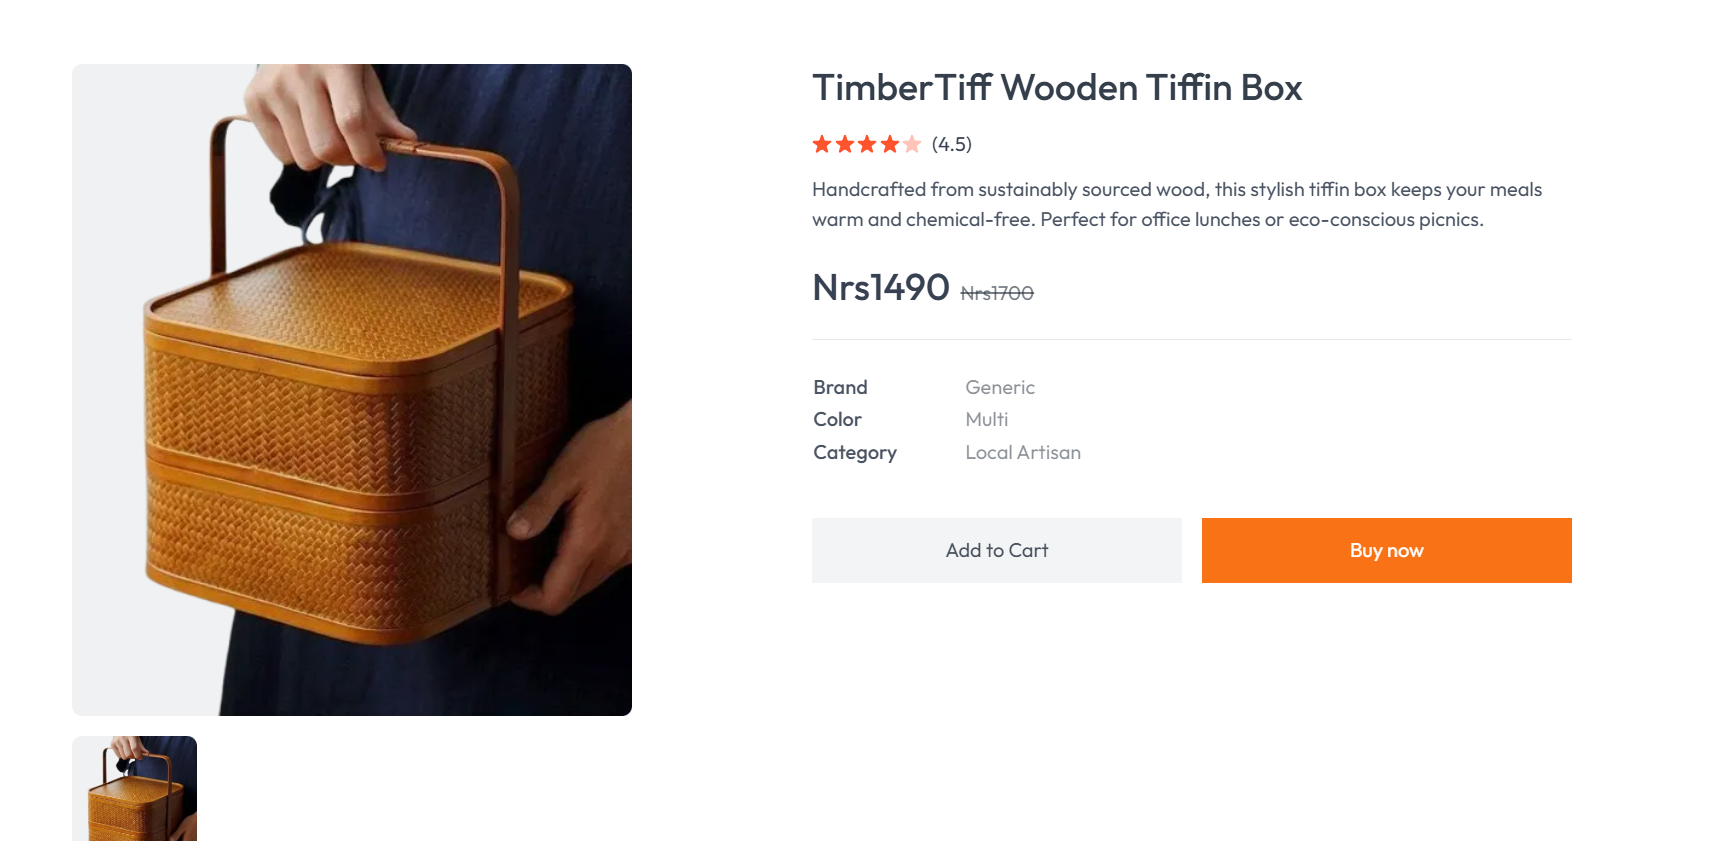 TimberTiff Wooden Tiffin Box
(4.5)
Handcrafted from sustainably sourced wood, this stylish tiffin box keeps your meals
warm and chemical-free. Perfect for office lunches or eco-conscious picnics.
Nrs1490 Nrs1700
Brand Generic
Color Multi
Category Local Artisan
Add to Cart Buy now